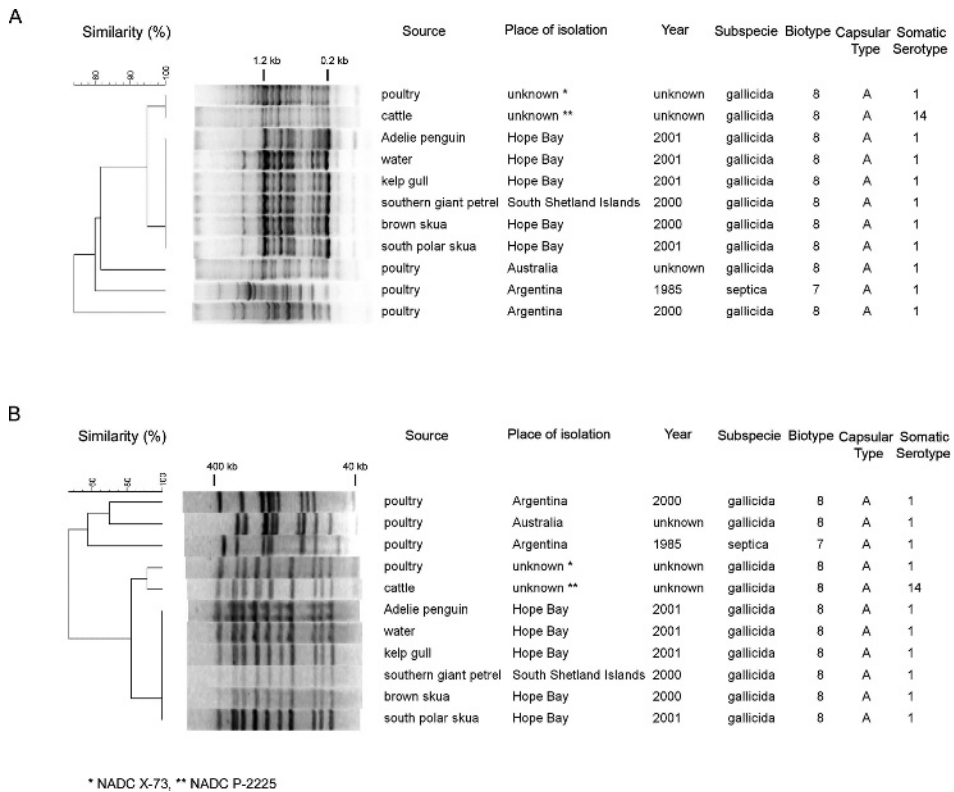 A
Similarity (%) Source Place of isolation Year Subspecie Biotype Capsular Type Somatic Serotype
80 90 100 1.2 kb 0.2 kb
poultry unknown * unknown gallicida 8 A 1
cattle unknown ** unknown gallicida 8 A 14
Adelie penguin Hope Bay 2001 gallicida 8 A 1
water Hope Bay 2001 gallicida 8 A 1
kelp gull Hope Bay 2001 gallicida 8 A 1
southern giant petrel South Shetland Islands 2000 gallicida 8 A 1
brown skua Hope Bay 2000 gallicida 8 A 1
south polar skua Hope Bay 2001 gallicida 8 A 1
poultry Australia unknown gallicida 8 A 1
poultry Argentina 1985 septica 7 A 1
poultry Argentina 2000 gallicida 8 A 1
B
Similarity (%) Source Place of isolation Year Subspecie Biotype Capsular Type Somatic Serotype
100 400 kb 40 kb
poultry Argentina 2000 gallicida 8 A 1
poultry Australia unknown gallicida 8 A 1
poultry Argentina 1985 septica 7 A 1
poultry unknown * unknown gallicida 8 A 1
cattle unknown ** unknown gallicida 8 A 14
Adelie penguin Hope Bay 2001 gallicida 8 A 1
water Hope Bay 2001 gallicida 8 A 1
kelp gull Hope Bay 2001 gallicida 8 A 1
southern giant petrel South Shetland Islands 2000 gallicida 8 A 1
brown skua Hope Bay 2000 gallicida 8 A 1
south polar skua Hope Bay 2001 gallicida 8 A 1
* NADC X-73, ** NADC P-2225